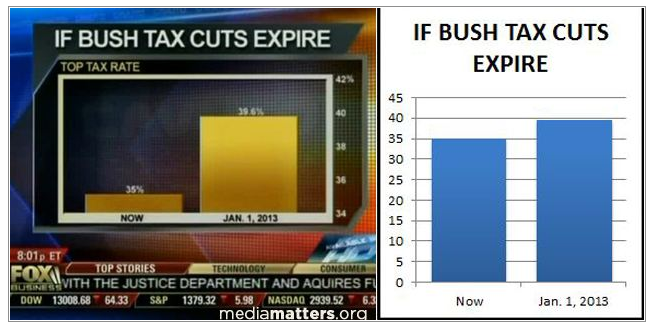 IF BUSH TAX CUTS EXPIRE
TOP TAX RATE
42%
40
38
36
34
39.6%
35%
NOW
JAN. 1, 2013
8:01p ET
TOP STORIES
TECHNOLOGY
CONSUMER
FOX
BUSINESS
WITH THE JUSTICE DEPARTMENT AND AQUIRES FU
DOW 13008.68 64.33 S&P 1379.32 5.98 NASDAQ 2939.52 6.3
mediamatters.org
IF BUSH TAX CUTS
EXPIRE
45
40
35
30
25
20
15
10
5
0
Now
Jan. 1, 2013